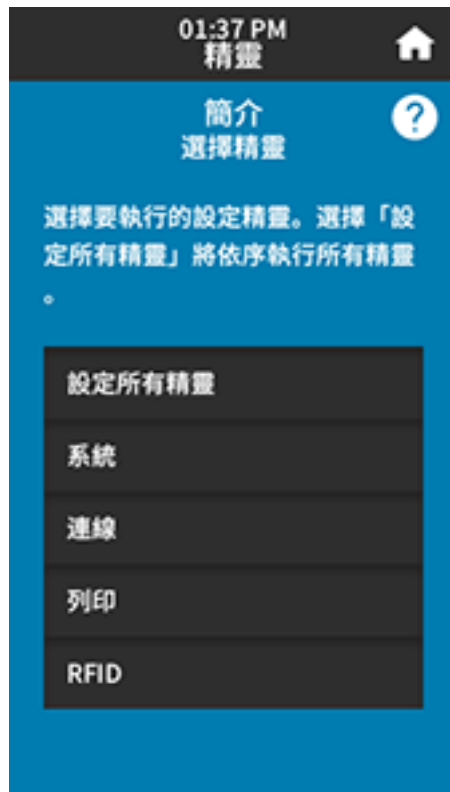 01:37 PM
精靈
簡介
選擇精靈
選擇要執行的設定精靈。選擇「設
定所有精靈」將依序執行所有精靈
。
設定所有精靈
系統
連線
列印
RFID